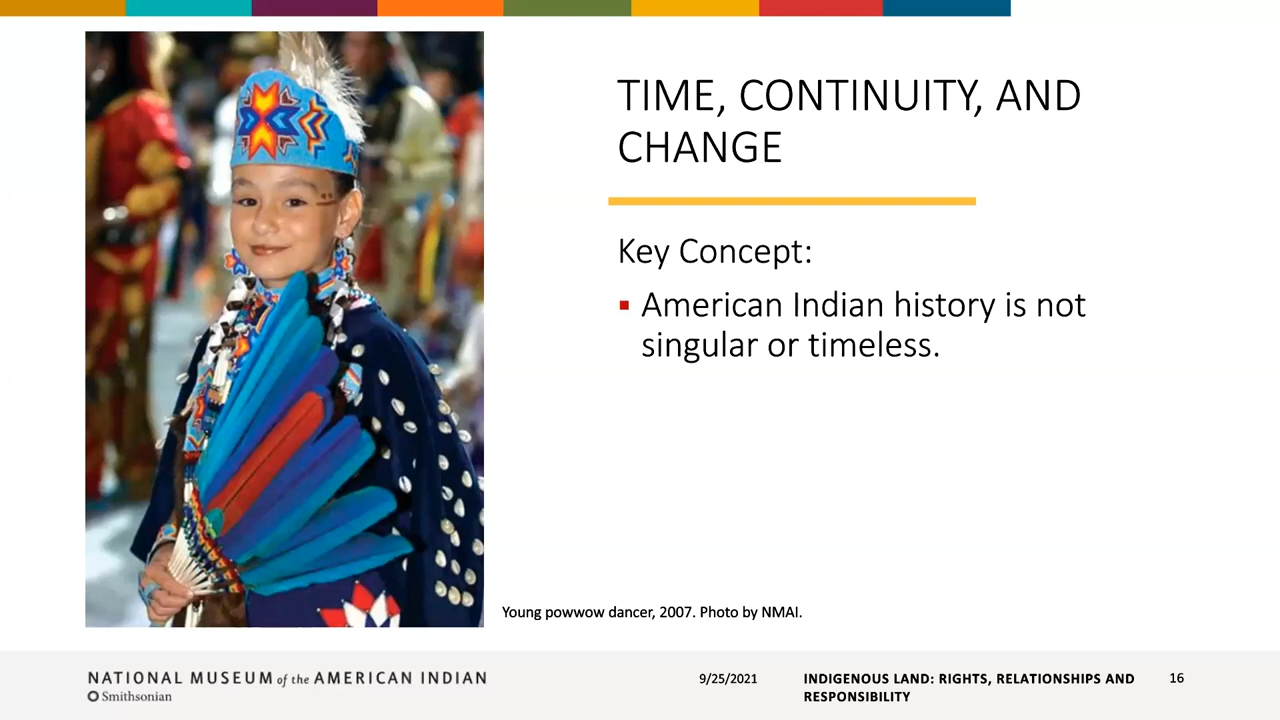 TIME, CONTINUITY, AND
CHANGE
Key Concept:
▪ American Indian history is not
singular or timeless.
Young powwow dancer, 2007. Photo by NMAI.
NATIONAL MUSEUM of the AMERICAN INDIAN
Smithsonian
9/25/2021
INDIGENOUS LAND: RIGHTS, RELATIONSHIPS AND
RESPONSIBILITY
16